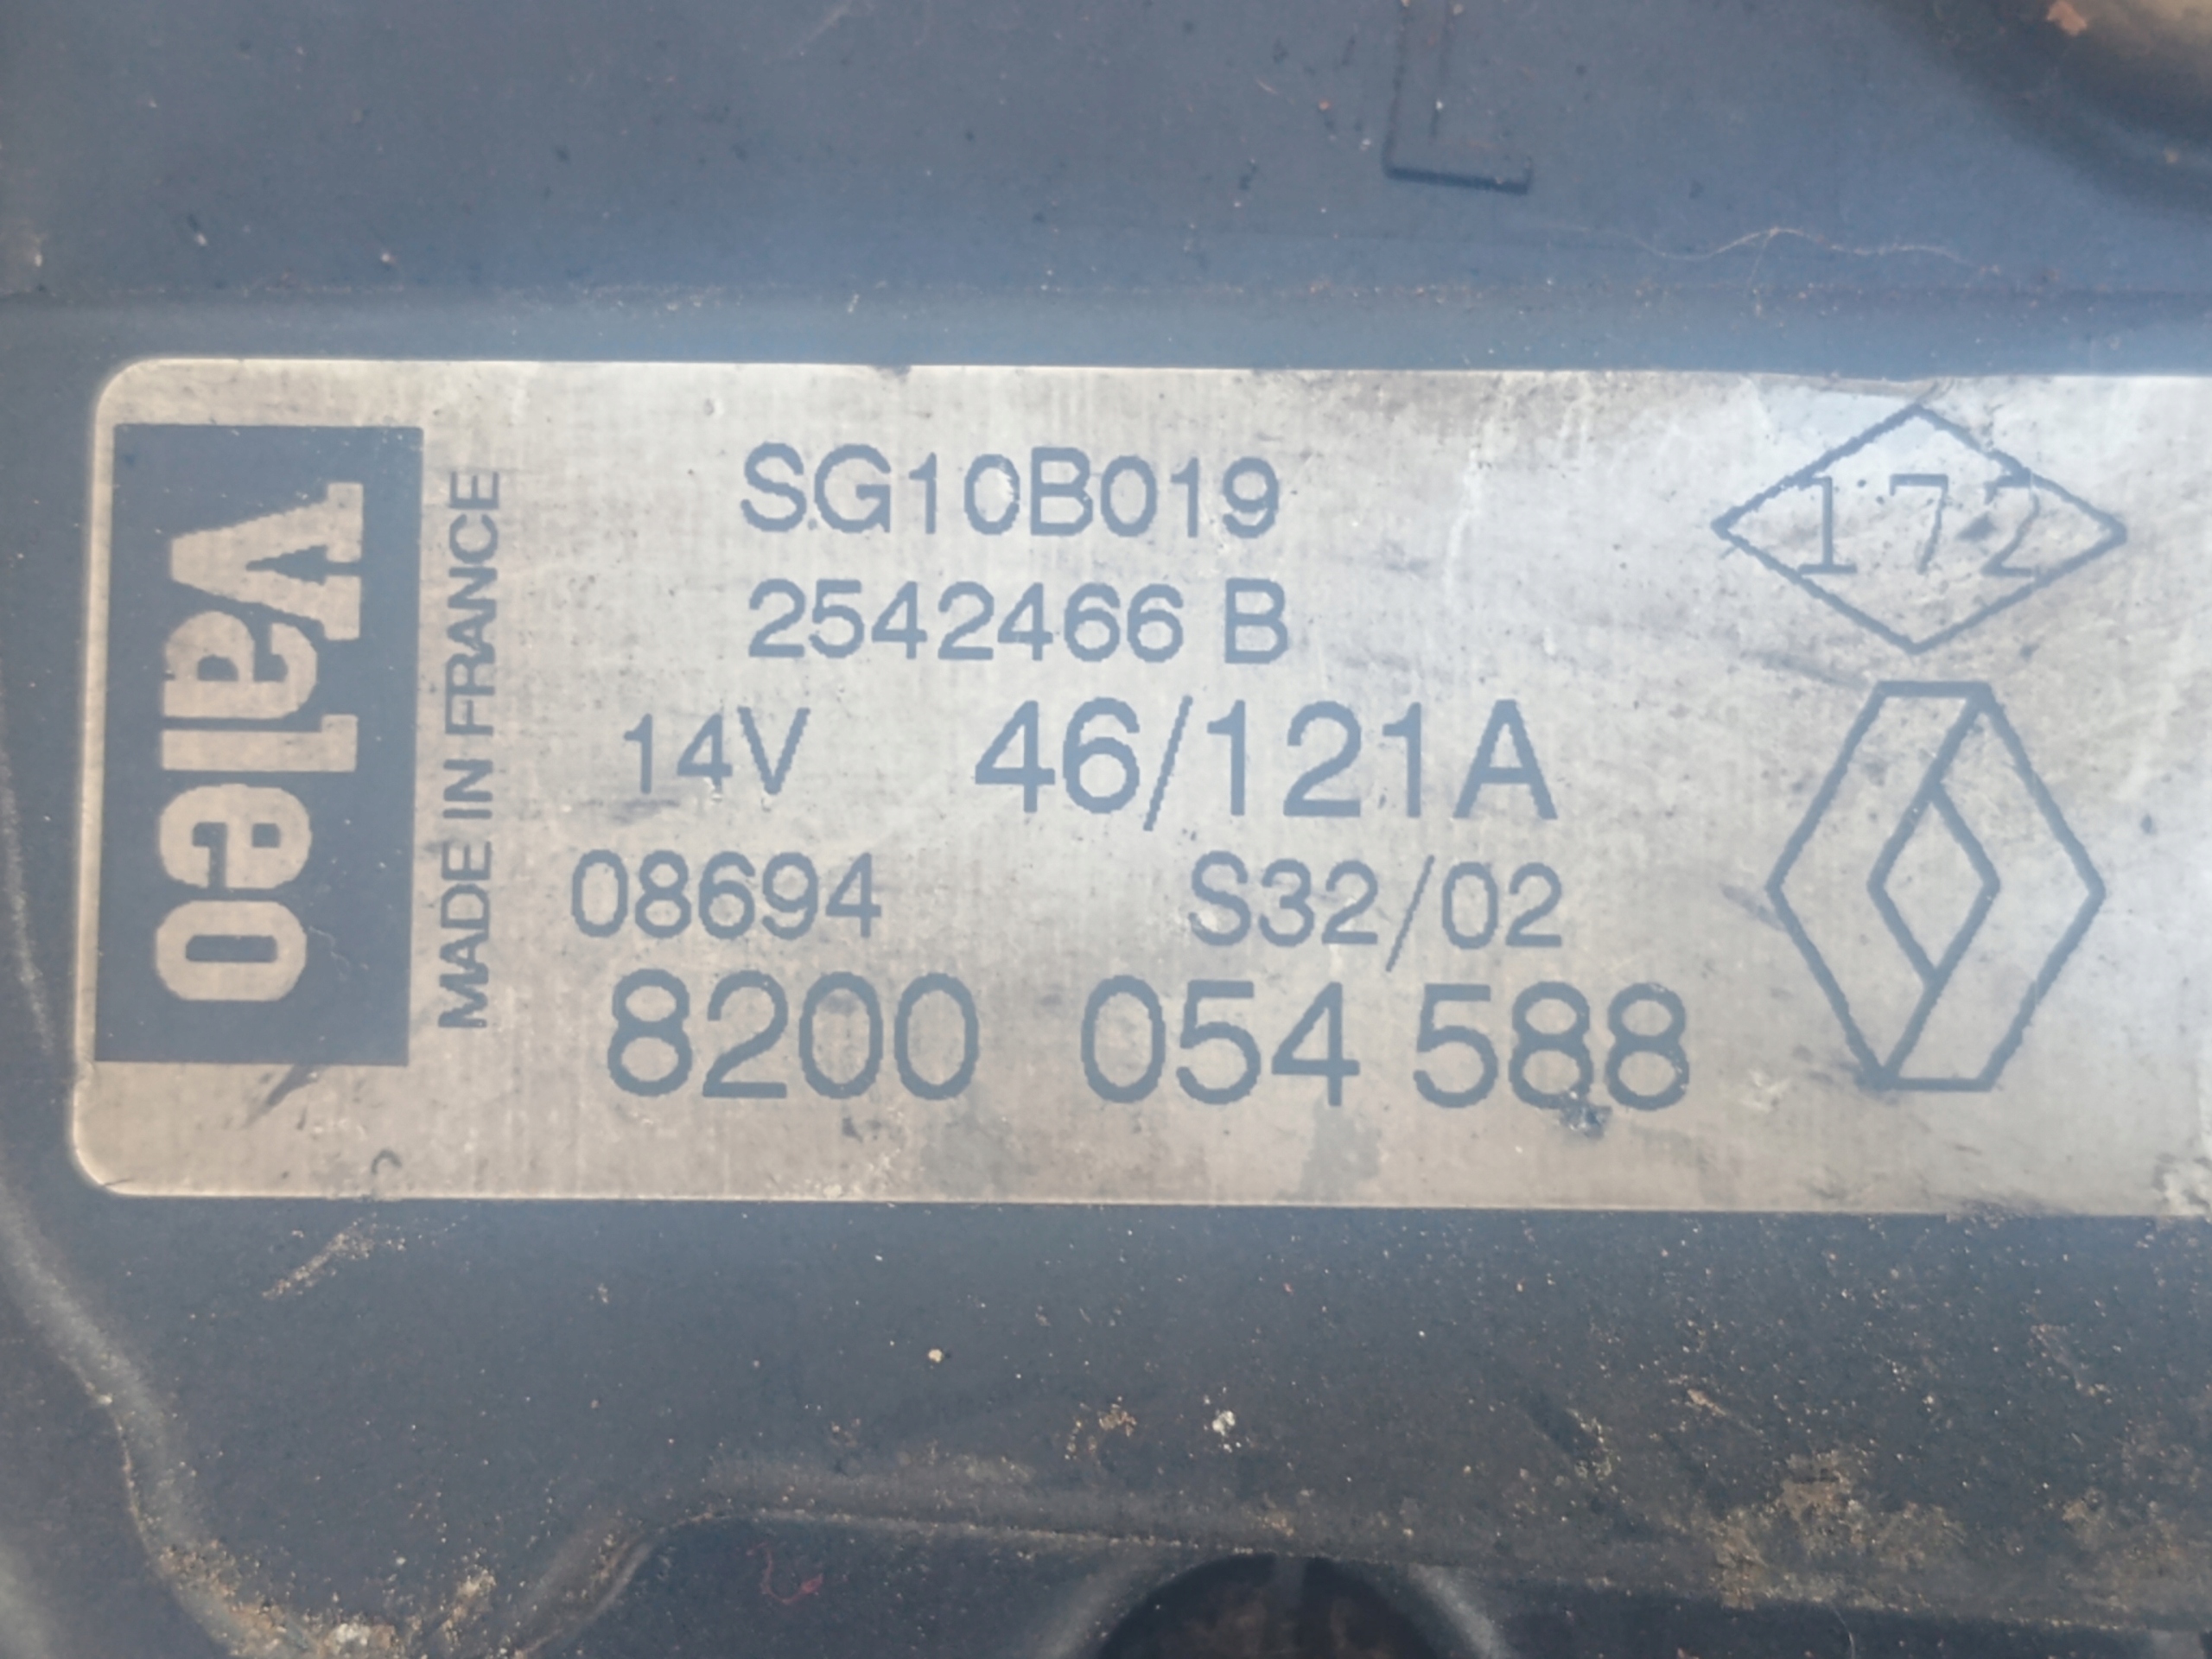 L
Valeo
MADE IN FRANCE
SG10B019
2542466 B
14V 46/121A
08694 S32/02
8200 054 588
172